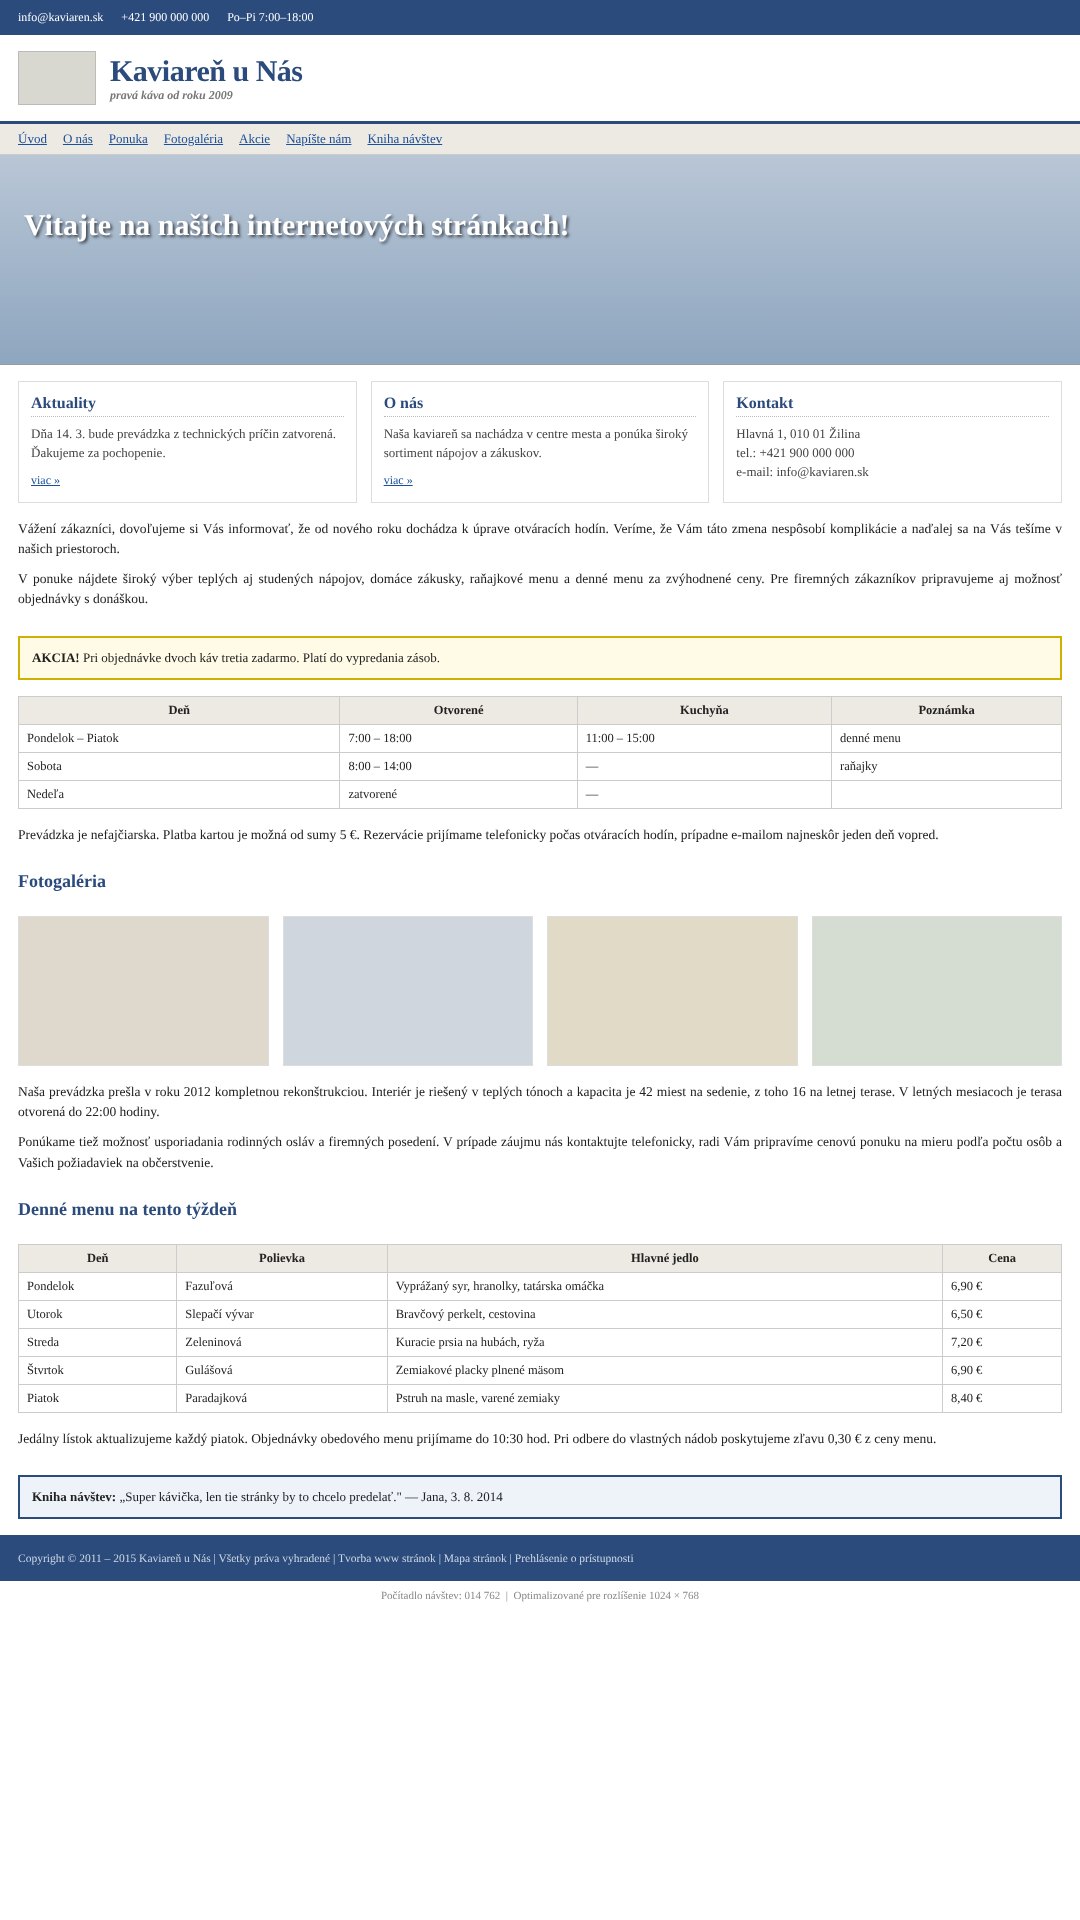 info@kaviaren.sk +421 900 000 000 Po–Pi 7:00–18:00
Kaviareň u Nás
pravá káva od roku 2009
Úvod O nás Ponuka Fotogaléria Akcie Napíšte nám Kniha návštev
Vitajte na našich internetových stránkach!
Aktuality
Dňa 14. 3. bude prevádzka z technických príčin zatvorená.
Ďakujeme za pochopenie.
viac »
O nás
Naša kaviareň sa nachádza v centre mesta a ponúka široký
sortiment nápojov a zákuskov.
viac »
Kontakt
Hlavná 1, 010 01 Žilina
tel.: +421 900 000 000
e-mail: info@kaviaren.sk
Vážení zákazníci, dovoľujeme si Vás informovať, že od nového roku dochádza k úprave otváracích hodín. Veríme, že Vám táto zmena nespôsobí komplikácie a naďalej sa na Vás tešíme v
našich priestoroch.
V ponuke nájdete široký výber teplých aj studených nápojov, domáce zákusky, raňajkové menu a denné menu za zvýhodnené ceny. Pre firemných zákazníkov pripravujeme aj možnosť
objednávky s donáškou.
AKCIA! Pri objednávke dvoch káv tretia zadarmo. Platí do vypredania zásob.
Deň Otvorené Kuchyňa Poznámka
Pondelok – Piatok 7:00 – 18:00 11:00 – 15:00 denné menu
Sobota 8:00 – 14:00 — raňajky
Nedeľa zatvorené —
Prevádzka je nefajčiarska. Platba kartou je možná od sumy 5 €. Rezervácie prijímame telefonicky počas otváracích hodín, prípadne e-mailom najneskôr jeden deň vopred.
Fotogaléria
Naša prevádzka prešla v roku 2012 kompletnou rekonštrukciou. Interiér je riešený v teplých tónoch a kapacita je 42 miest na sedenie, z toho 16 na letnej terase. V letných mesiacoch je terasa
otvorená do 22:00 hodiny.
Ponúkame tiež možnosť usporiadania rodinných osláv a firemných posedení. V prípade záujmu nás kontaktujte telefonicky, radi Vám pripravíme cenovú ponuku na mieru podľa počtu osôb a
Vašich požiadaviek na občerstvenie.
Denné menu na tento týždeň
Deň Polievka Hlavné jedlo Cena
Pondelok Fazuľová Vyprážaný syr, hranolky, tatárska omáčka 6,90 €
Utorok Slepačí vývar Bravčový perkelt, cestovina 6,50 €
Streda Zeleninová Kuracie prsia na hubách, ryža 7,20 €
Štvrtok Gulášová Zemiakové placky plnené mäsom 6,90 €
Piatok Paradajková Pstruh na masle, varené zemiaky 8,40 €
Jedálny lístok aktualizujeme každý piatok. Objednávky obedového menu prijímame do 10:30 hod. Pri odbere do vlastných nádob poskytujeme zľavu 0,30 € z ceny menu.
Kniha návštev: „Super kávička, len tie stránky by to chcelo predelať." — Jana, 3. 8. 2014
Copyright © 2011 – 2015 Kaviareň u Nás | Všetky práva vyhradené | Tvorba www stránok | Mapa stránok | Prehlásenie o prístupnosti
Počítadlo návštev: 014 762 | Optimalizované pre rozlíšenie 1024 × 768